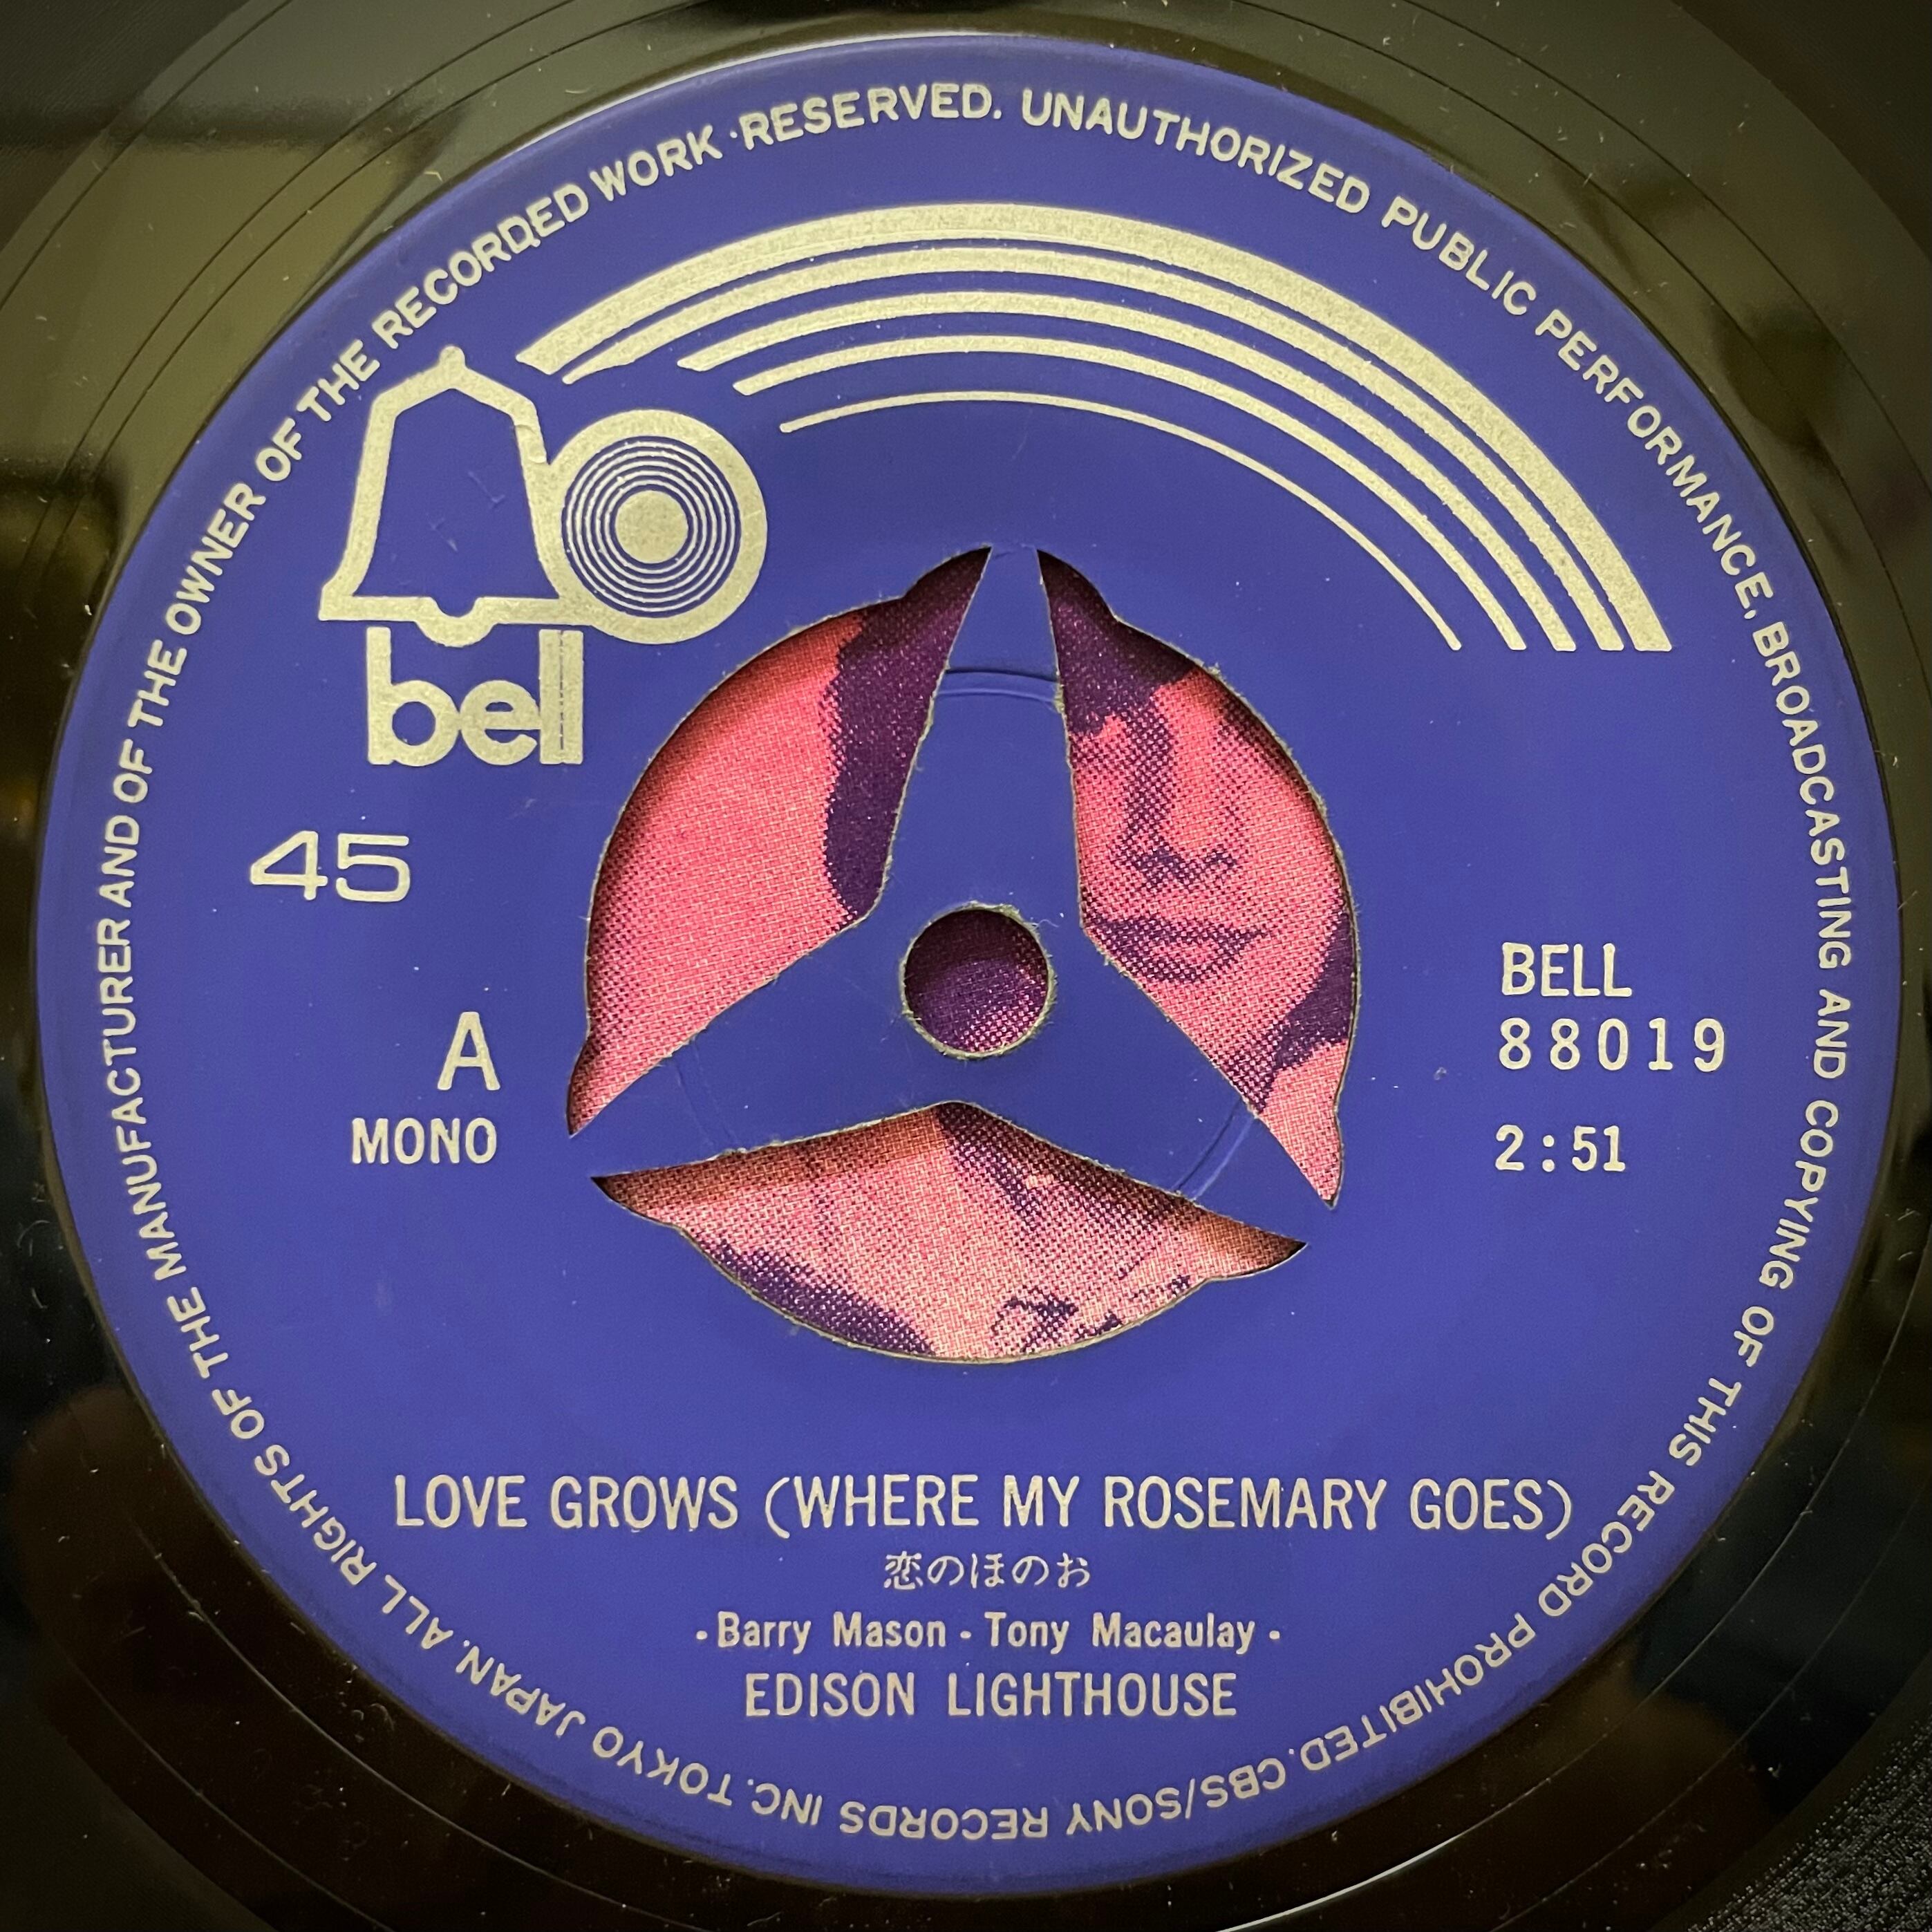 ALL RIGHTS OF THE MANUFACTURER AND OF THE OWNER OF THE RECORDED WORK ·RESERVED. UNAUTHORIZED PUBLIC PERFORMANCE, BROADCASTING AND COPYING OF THIS RECORD PROHIBITED. CBS/SONY RECORDS INC. TOKYO JAPAN.
bell
45
A
MONO
BELL
88019
2:51
LOVE GROWS (WHERE MY ROSEMARY GOES)
恋のほのお
-Barry Mason - Tony Macaulay -
EDISON LIGHTHOUSE